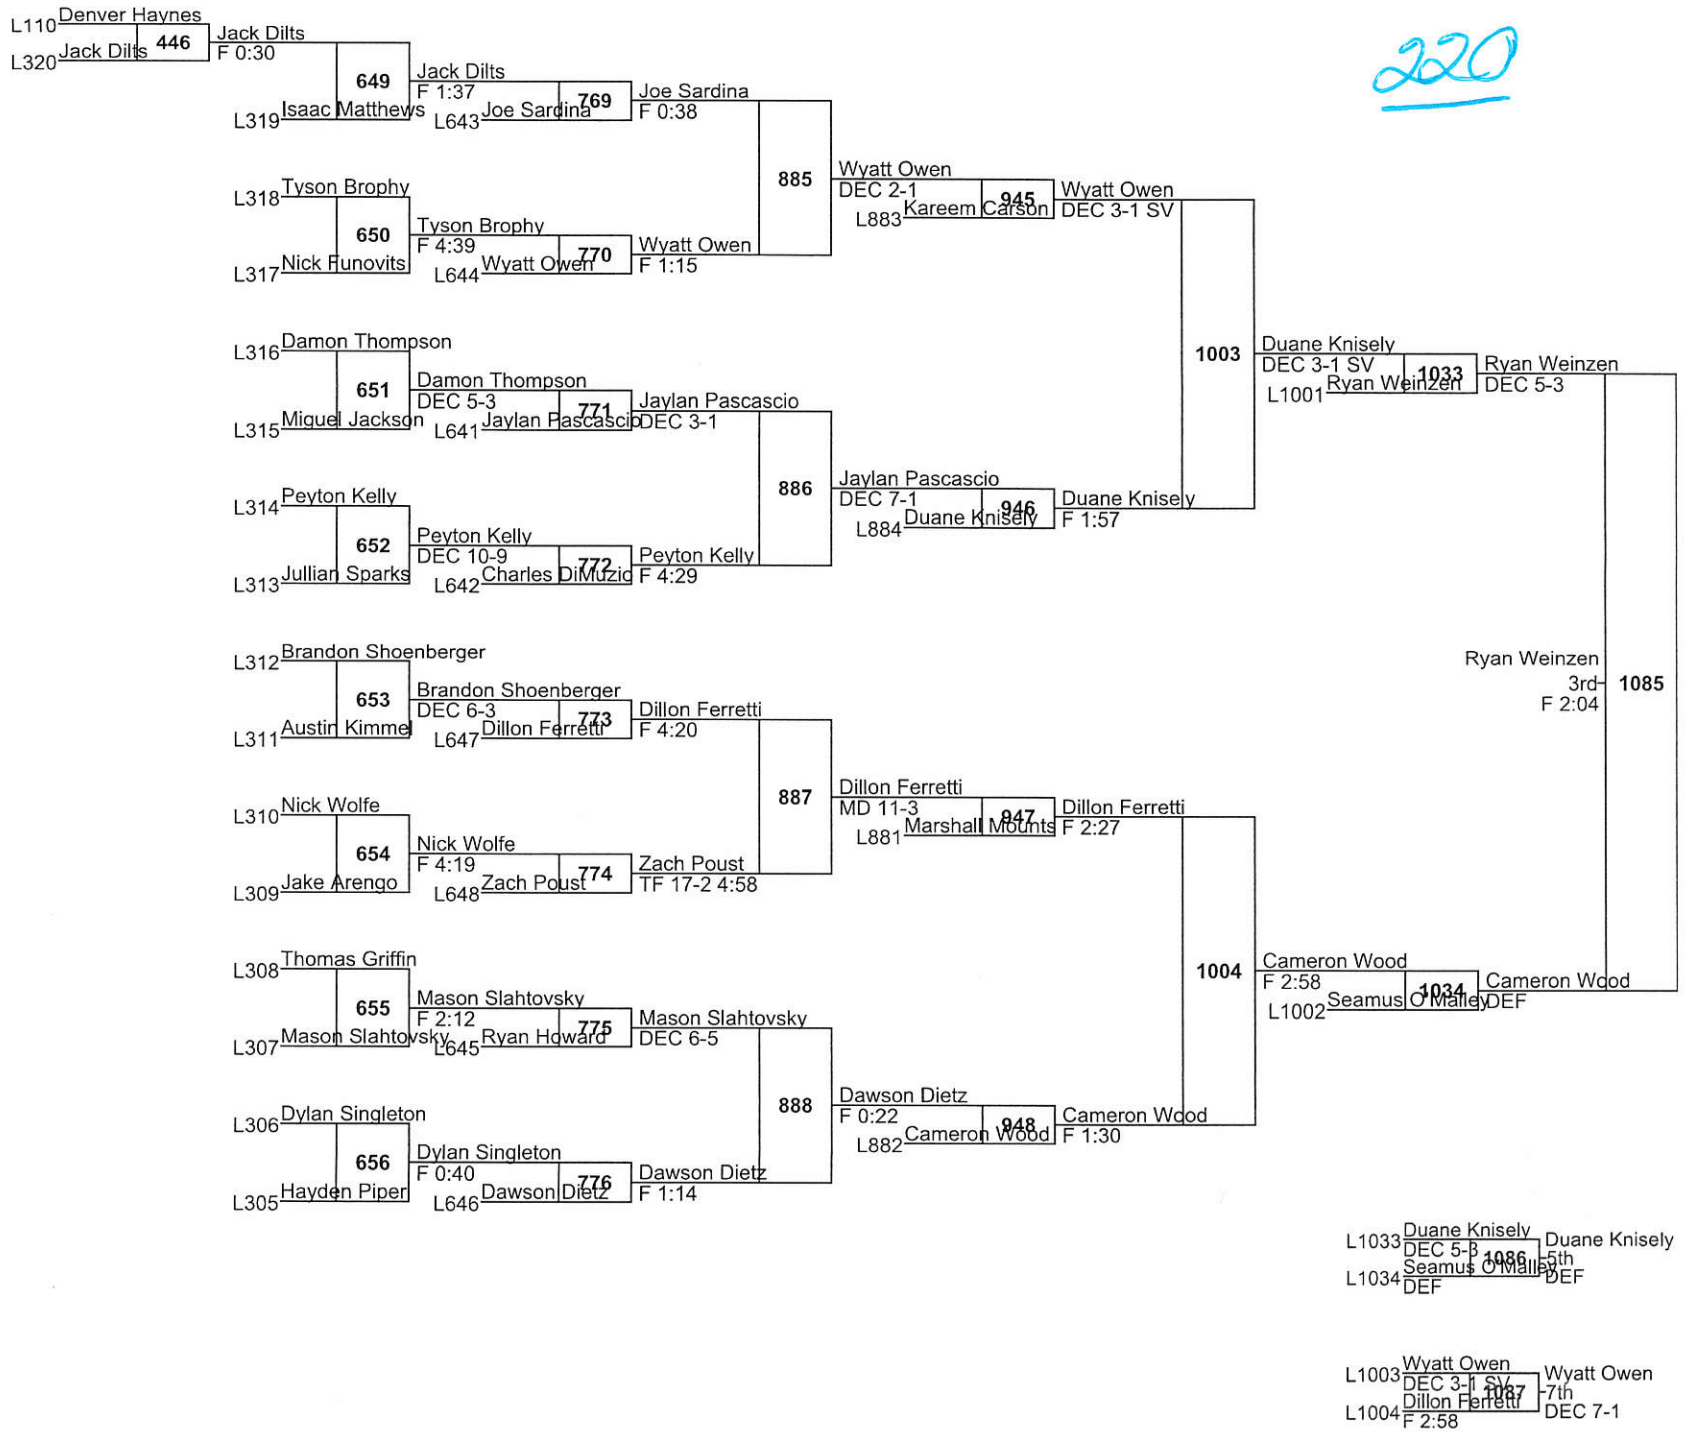 220
L110 Denver Haynes
446
L320 Jack Dilts
Jack Dilts
F 0:30
649
L319 Isaac Matthews
Jack Dilts
F 1:37
769
L643 Joe Sardina
Joe Sardina
F 0:38
885
L318 Tyson Brophy
650
L317 Nick Funovits
Tyson Brophy
F 4:39
770
L644 Wyatt Owen
Wyatt Owen
F 1:15
Wyatt Owen
DEC 2-1
945
L883 Kareem Carson
Wyatt Owen
DEC 3-1 SV
1003
L316 Damon Thompson
651
L315 Miguel Jackson
Damon Thompson
DEC 5-3
771
L641 Jaylan Pascascio
Jaylan Pascascio
DEC 3-1
886
L314 Peyton Kelly
652
L313 Jullian Sparks
Peyton Kelly
DEC 10-9
772
L642 Charles DiMuzio
Peyton Kelly
F 4:29
Jaylan Pascascio
DEC 7-1
946
L884 Duane Knisely
Duane Knisely
F 1:57
Duane Knisely
DEC 3-1 SV
1033
L1001 Ryan Weinzen
Ryan Weinzen
DEC 5-3
L312 Brandon Shoenberger
653
L311 Austin Kimmel
Brandon Shoenberger
DEC 6-3
773
L647 Dillon Ferretti
Dillon Ferretti
F 4:20
887
L310 Nick Wolfe
654
L309 Jake Arengo
Nick Wolfe
F 4:19
774
L648 Zach Poust
Zach Poust
TF 17-2 4:58
Dillon Ferretti
MD 11-3
947
L881 Marshall Mounts
Dillon Ferretti
F 2:27
1004
L308 Thomas Griffin
655
L307 Mason Slahtovsky
Mason Slahtovsky
F 2:12
775
L645 Ryan Howard
Mason Slahtovsky
DEC 6-5
888
L306 Dylan Singleton
656
L305 Hayden Piper
Dylan Singleton
F 0:40
776
L646 Dawson Dietz
Dawson Dietz
F 1:14
Dawson Dietz
F 0:22
948
L882 Cameron Wood
Cameron Wood
F 1:30
Cameron Wood
F 2:58
1034
L1002 Seamus O'Malley
Cameron Wood
DEF
Ryan Weinzen
3rd
F 2:04
1085
L1033 Duane Knisely
DEC 5-3
1086
L1034 Seamus O'Malley
DEF
Duane Knisely
5th
DEF
L1003 Wyatt Owen
DEC 3-1 SV
1087
L1004 Dillon Ferretti
F 2:58
Wyatt Owen
7th
DEC 7-1